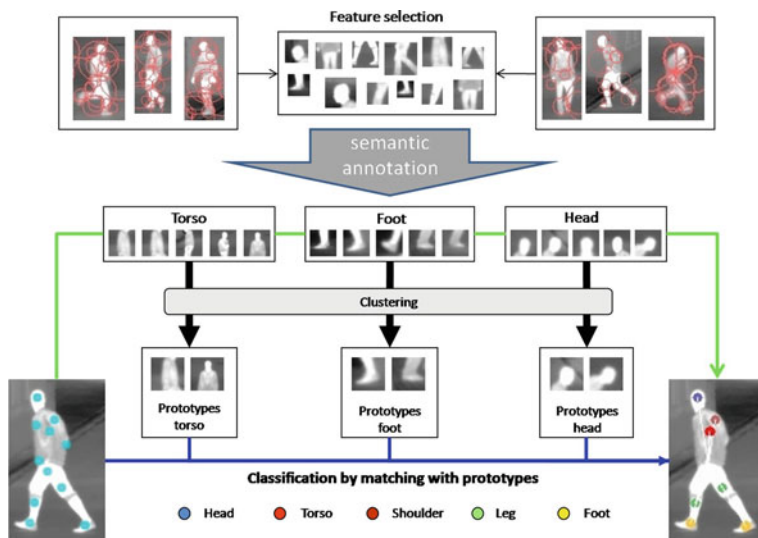 Feature selection
semantic
annotation
Torso
Foot
Head
Clustering
Prototypes
torso
Prototypes
foot
Prototypes
head
Classification by matching with prototypes
Head
Torso
Shoulder
Leg
Foot